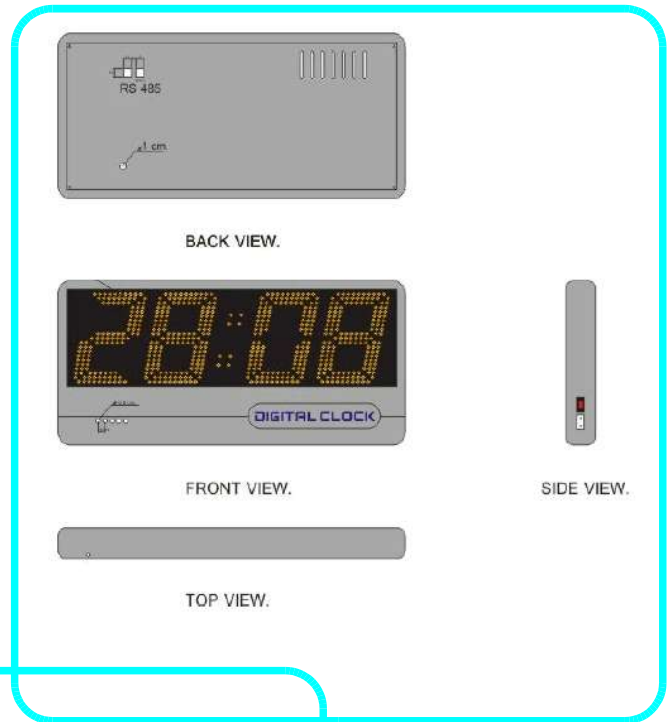 RS 485
1 cm
BACK VIEW.
28:08
DIGITAL CLOCK
FRONT VIEW.
SIDE VIEW.
TOP VIEW.